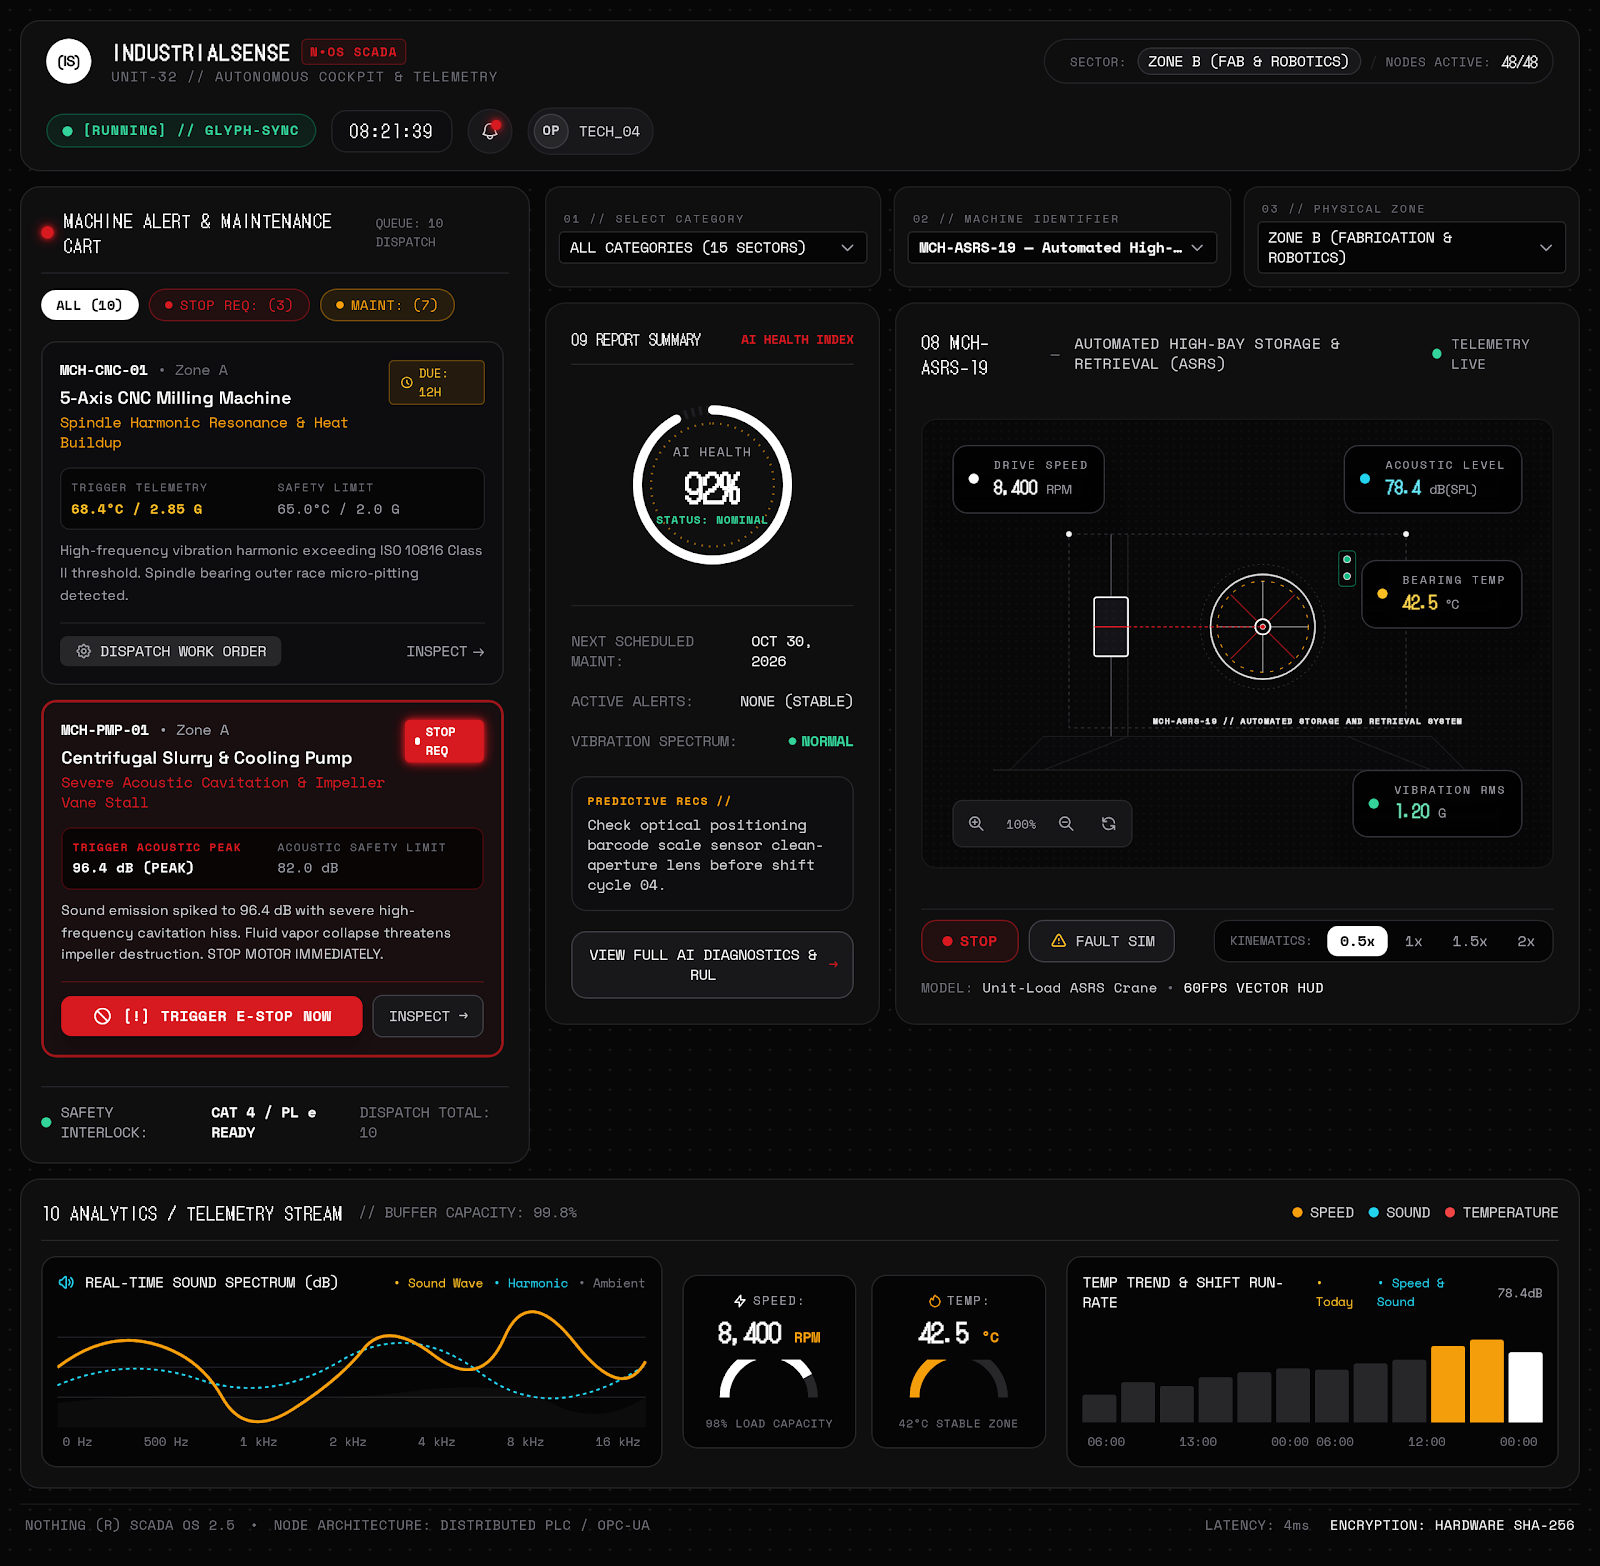 (IS)
INDUSTRIALSENSE
N•OS SCADA
UNIT-32 // AUTONOMOUS COCKPIT & TELEMETRY
SECTOR: ZONE B (FAB & ROBOTICS) / NODES ACTIVE: 48/48
[RUNNING] // GLYPH-SYNC
08:21:39
OP TECH_04
MACHINE ALERT & MAINTENANCE
CART
QUEUE: 10
DISPATCH
ALL (10)
STOP REQ: (3)
MAINT: (7)
MCH-CNC-01 • Zone A
DUE:
12H
5-Axis CNC Milling Machine
Spindle Harmonic Resonance & Heat
Buildup
TRIGGER TELEMETRY
68.4°C / 2.85 G
SAFETY LIMIT
65.0°C / 2.0 G
High-frequency vibration harmonic exceeding ISO 10816 Class
II threshold. Spindle bearing outer race micro-pitting
detected.
DISPATCH WORK ORDER
INSPECT →
MCH-PMP-01 • Zone A
STOP
REQ
Centrifugal Slurry & Cooling Pump
Severe Acoustic Cavitation & Impeller
Vane Stall
TRIGGER ACOUSTIC PEAK
96.4 dB (PEAK)
ACOUSTIC SAFETY LIMIT
82.0 dB
Sound emission spiked to 96.4 dB with severe high-
frequency cavitation hiss. Fluid vapor collapse threatens
impeller destruction. STOP MOTOR IMMEDIATELY.
[!] TRIGGER E-STOP NOW
INSPECT →
SAFETY
INTERLOCK:
CAT 4 / PL e
READY
DISPATCH TOTAL:
10
01 // SELECT CATEGORY
ALL CATEGORIES (15 SECTORS)
02 // MACHINE IDENTIFIER
MCH-ASRS-19 — Automated High-…
03 // PHYSICAL ZONE
ZONE B (FABRICATION &
ROBOTICS)
09 REPORT SUMMARY
AI HEALTH INDEX
AI HEALTH
92%
STATUS: NOMINAL
NEXT SCHEDULED
MAINT:
OCT 30,
2026
ACTIVE ALERTS:
NONE (STABLE)
VIBRATION SPECTRUM:
NORMAL
PREDICTIVE RECS //
Check optical positioning
barcode scale sensor clean-
aperture lens before shift
cycle 04.
VIEW FULL AI DIAGNOSTICS &
RUL
→
08 MCH-
ASRS-19
—
AUTOMATED HIGH-BAY STORAGE &
RETRIEVAL (ASRS)
TELEMETRY
LIVE
DRIVE SPEED
8,400 RPM
ACOUSTIC LEVEL
78.4 dB(SPL)
BEARING TEMP
42.5 °C
MCH-ASRS-19 // AUTOMATED STORAGE AND RETRIEVAL SYSTEM
VIBRATION RMS
1.20 G
100%
STOP
FAULT SIM
KINEMATICS: 0.5x 1x 1.5x 2x
MODEL: Unit-Load ASRS Crane • 60FPS VECTOR HUD
10 ANALYTICS / TELEMETRY STREAM
// BUFFER CAPACITY: 99.8%
SPEED
SOUND
TEMPERATURE
REAL-TIME SOUND SPECTRUM (dB)
• Sound Wave • Harmonic • Ambient
0 Hz 500 Hz 1 kHz 2 kHz 4 kHz 8 kHz 16 kHz
SPEED:
8,400 RPM
98% LOAD CAPACITY
TEMP:
42.5 °C
42°C STABLE ZONE
TEMP TREND & SHIFT RUN-
RATE
•
Today
• Speed &
Sound
78.4dB
06:00 13:00 00:00 06:00 12:00 00:00
NOTHING (R) SCADA OS 2.5 • NODE ARCHITECTURE: DISTRIBUTED PLC / OPC-UA
LATENCY: 4ms ENCRYPTION: HARDWARE SHA-256